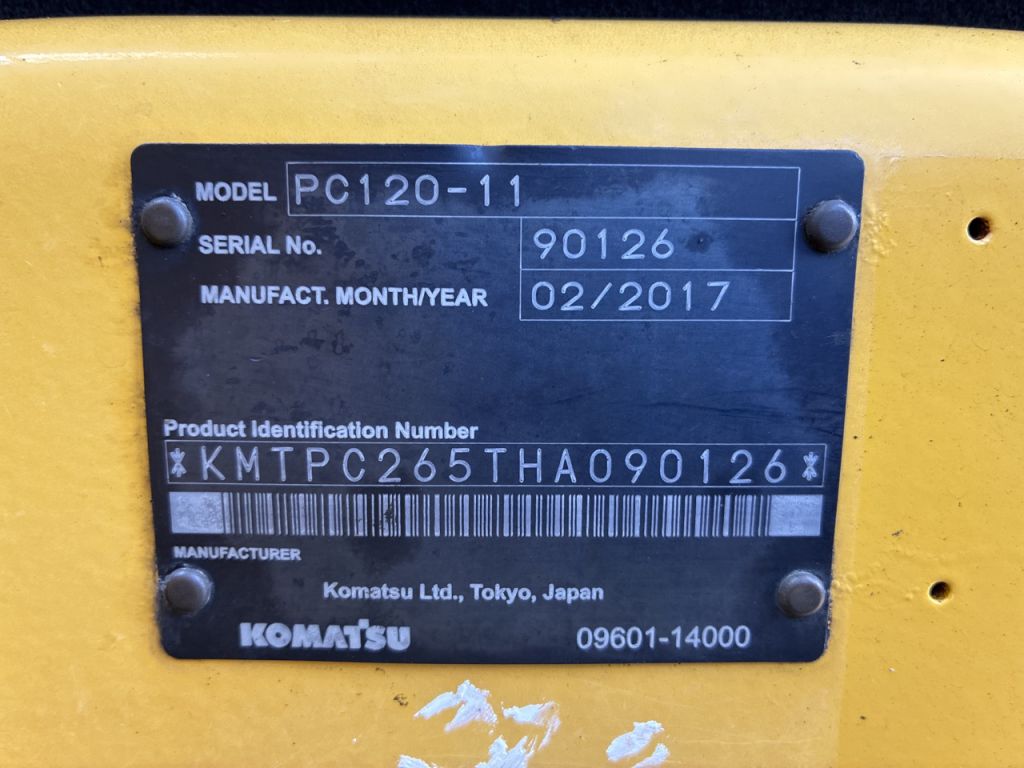 MODEL PC120-11
SERIAL No. 90126
MANUFACT. MONTH/YEAR 02/2017
Product Identification Number
*KMTPC265THA090126*
MANUFACTURER
Komatsu Ltd., Tokyo, Japan
KOMATSU 09601-14000